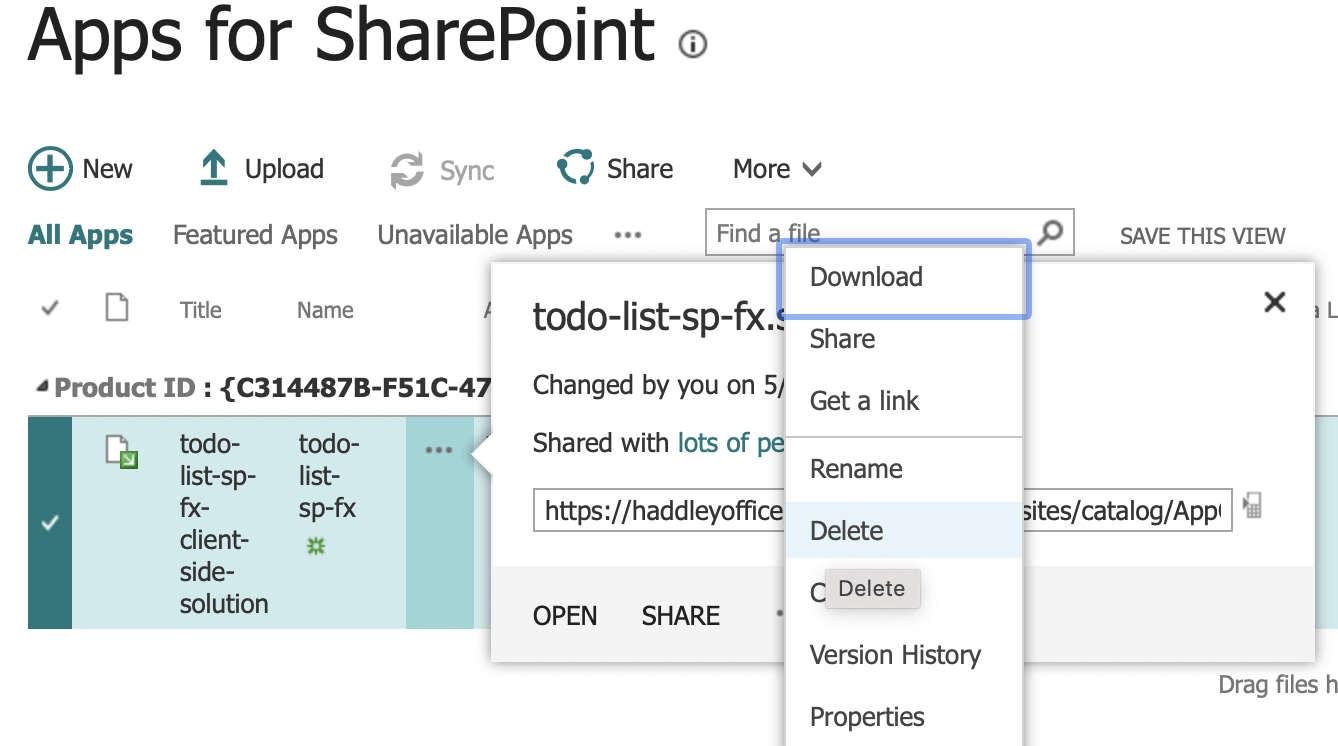 Apps for SharePoint
New Upload Sync Share More
All Apps Featured Apps Unavailable Apps ••• Find a file SAVE THIS VIEW
Title Name
Product ID : {C314487B-F51C-47
todo-list-sp-fx-client-side-solution
todo-list-sp-fx
•••
todo-list-sp-fx.s
Changed by you on 5/
Shared with lots of pe
https://haddleyoffice
sites/catalog/App
OPEN SHARE
Download
Share
Get a link
Rename
Delete
Delete
Version History
Properties
Drag files h